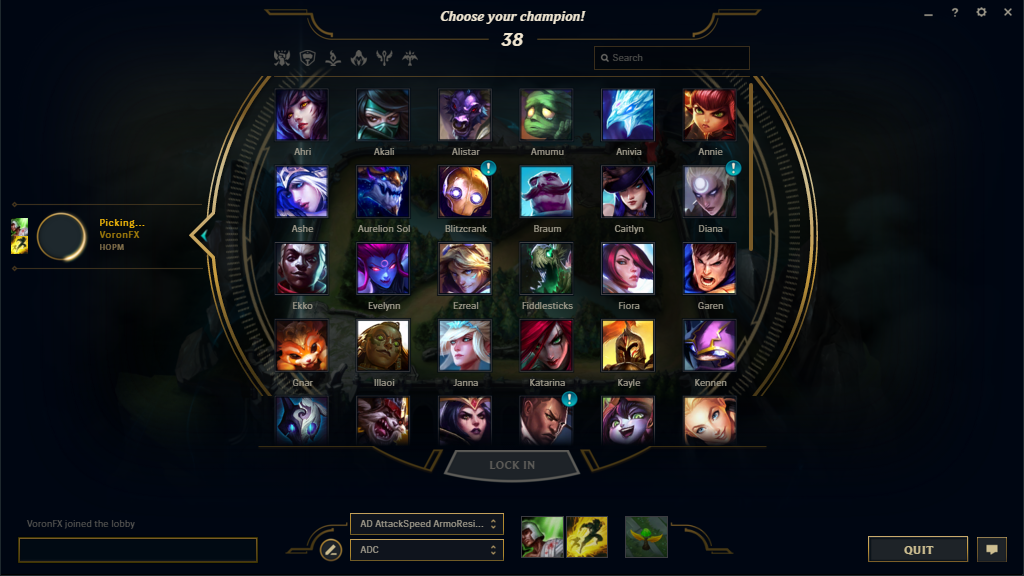 Choose your champion!
38
?
Search
Ahri Akali Alistar Amumu Anivia Annie
Ashe Aurelion Sol Blitzcrank Braum Caitlyn Diana
Picking...
VoronFX
HOPM
Ekko Evelynn Ezreal Fiddlesticks Fiora Garen
Gnar Illaoi Janna Katarina Kayle Kennen
LOCK IN
VoronFX joined the lobby
AD AttackSpeed ArmoResi...
ADC
QUIT